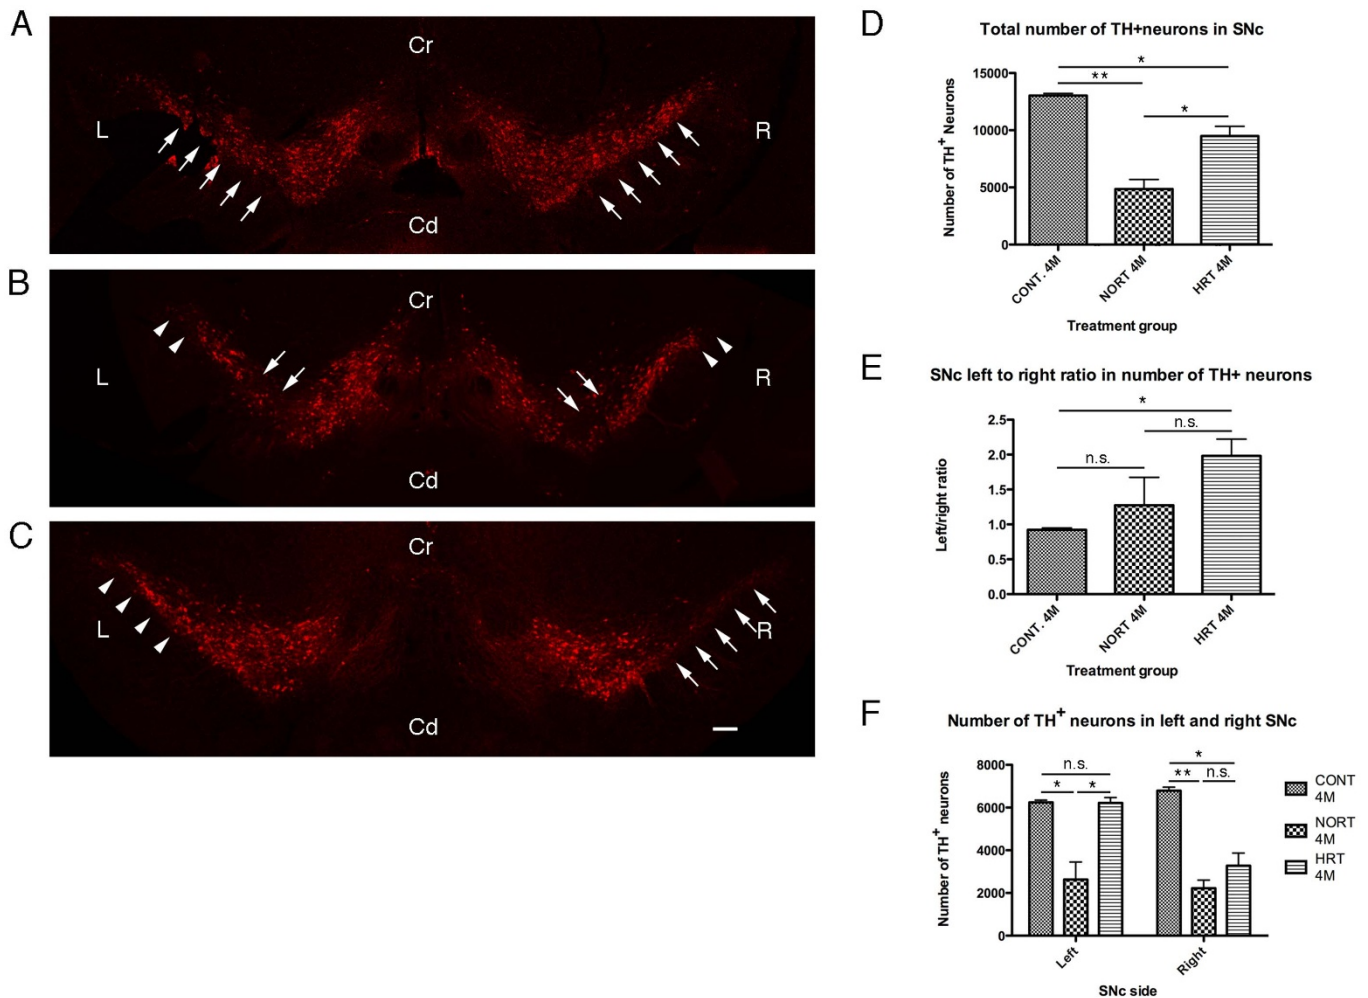 A
Cr
L
R
Cd
B
Cr
L
R
Cd
C
Cr
L
R
Cd
D
Total number of TH+neurons in SNc
Number of TH+ Neurons
15000
10000
5000
0
*
**
*
CONT. 4M
NORT 4M
HRT 4M
Treatment group
E
SNc left to right ratio in number of TH+ neurons
Left/right ratio
2.5
2.0
1.5
1.0
0.5
0.0
*
n.s.
n.s.
CONT. 4M
NORT 4M
HRT 4M
Treatment group
F
Number of TH+ neurons in left and right SNc
Number of TH+ neurons
8000
6000
4000
2000
0
n.s.
*
*
*
**
n.s.
Left
Right
SNc side
CONT
4M
NORT
4M
HRT
4M